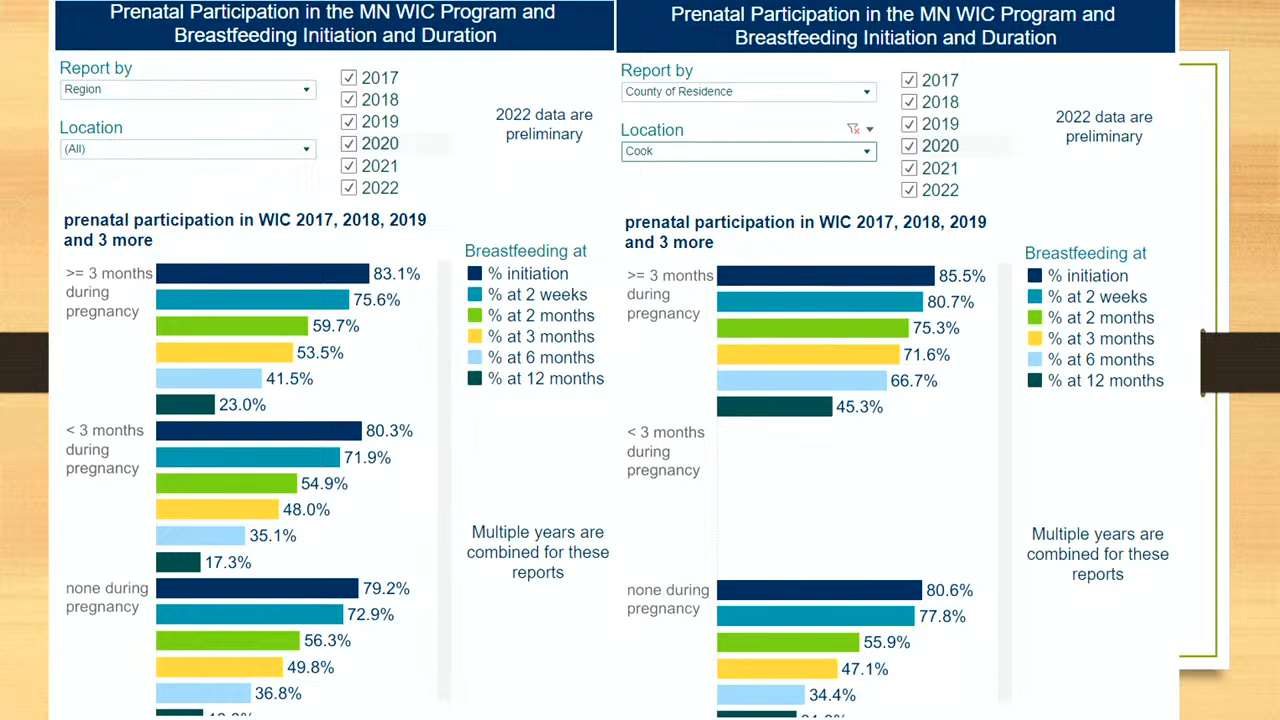 Prenatal Participation in the MN WIC Program and
Breastfeeding Initiation and Duration
Report by
Region
Location
(All)
2017
2018
2019
2020
2021
2022
2022 data are
preliminary
prenatal participation in WIC 2017, 2018, 2019
and 3 more
>= 3 months
during
pregnancy
83.1%
75.6%
59.7%
53.5%
41.5%
23.0%
< 3 months
during
pregnancy
80.3%
71.9%
54.9%
48.0%
35.1%
17.3%
none during
pregnancy
79.2%
72.9%
56.3%
49.8%
36.8%
Breastfeeding at
% initiation
% at 2 weeks
% at 2 months
% at 3 months
% at 6 months
% at 12 months
Multiple years are
combined for these
reports
Prenatal Participation in the MN WIC Program and
Breastfeeding Initiation and Duration
Report by
County of Residence
Location
Cook
2017
2018
2019
2020
2021
2022
2022 data are
preliminary
prenatal participation in WIC 2017, 2018, 2019
and 3 more
>= 3 months
during
pregnancy
85.5%
80.7%
75.3%
71.6%
66.7%
45.3%
< 3 months
during
pregnancy
none during
pregnancy
80.6%
77.8%
55.9%
47.1%
34.4%
Breastfeeding at
% initiation
% at 2 weeks
% at 2 months
% at 3 months
% at 6 months
% at 12 months
Multiple years are
combined for these
reports